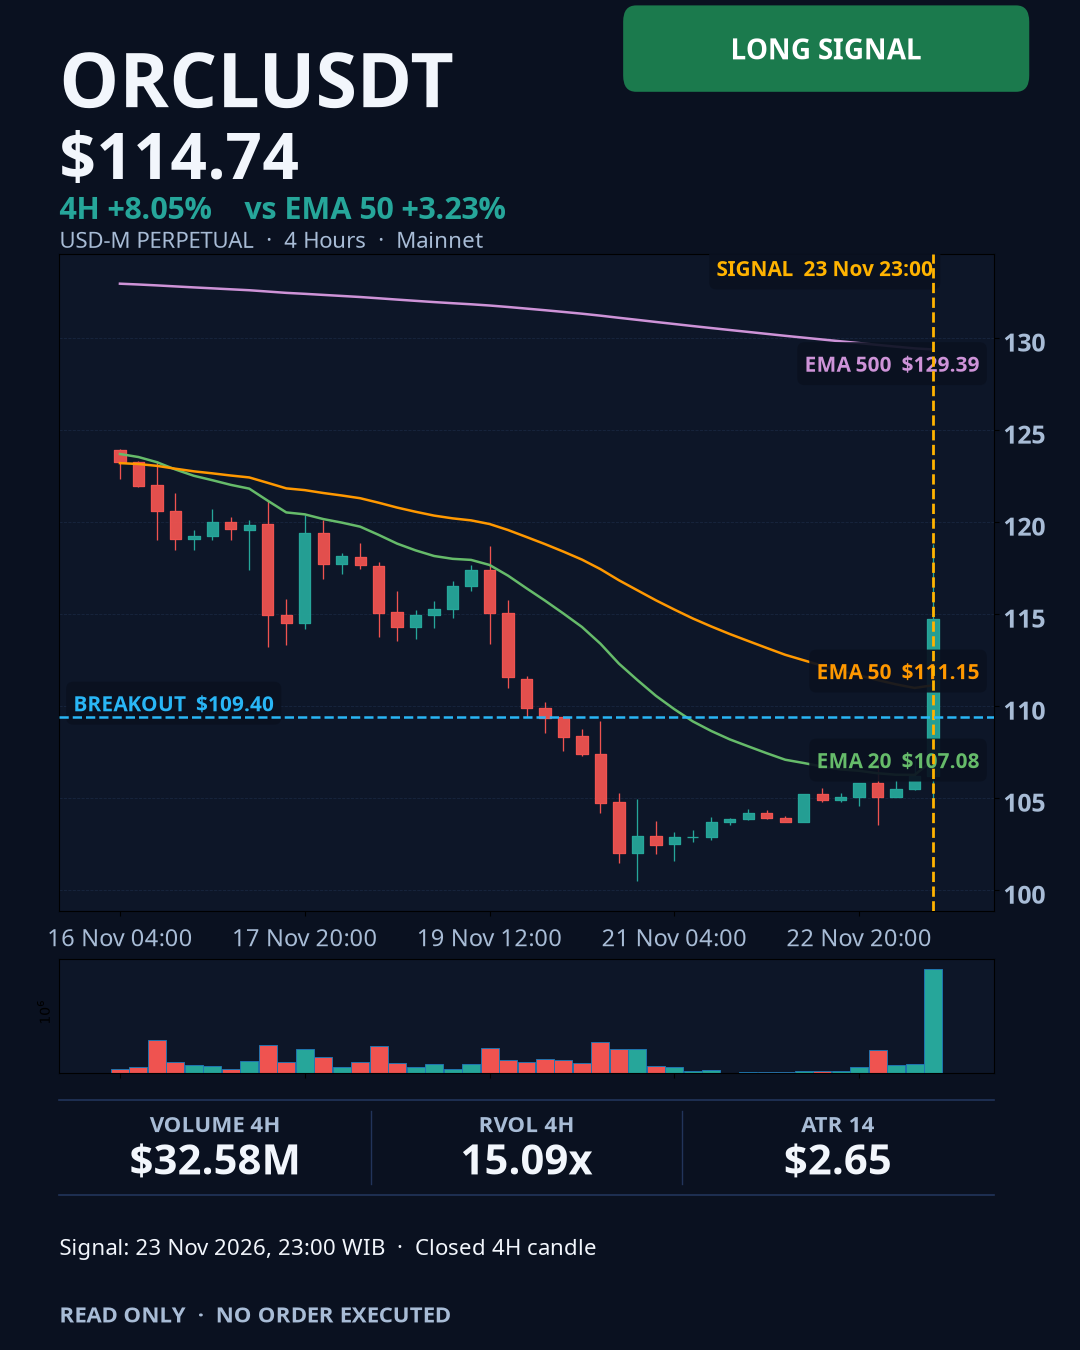 LONG SIGNAL
ORCLUSDT
$114.74
4H +8.05% vs EMA 50 +3.23%
USD-M PERPETUAL · 4 Hours · Mainnet
SIGNAL 23 Nov 23:00
130
EMA 500 $129.39
125
120
115
EMA 50 $111.15
BREAKOUT $109.40
110
EMA 20 $107.08
105
100
16 Nov 04:00 17 Nov 20:00 19 Nov 12:00 21 Nov 04:00 22 Nov 20:00
10⁶
VOLUME 4H RVOL 4H ATR 14
$32.58M 15.09x $2.65
Signal: 23 Nov 2026, 23:00 WIB · Closed 4H candle
READ ONLY · NO ORDER EXECUTED